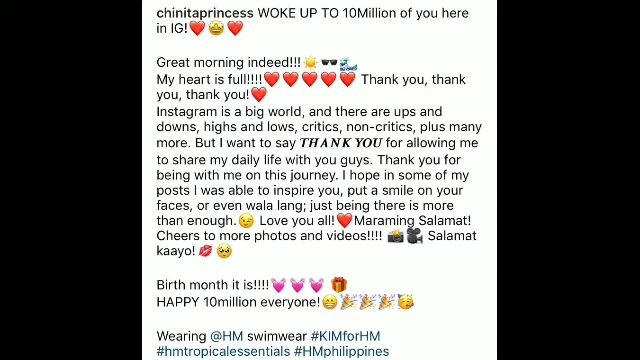 chinitaprincess WOKE UP TO 10Million of you here
in IG!❤️🤩❤️
Great morning indeed!!!☀️🕶️🌊
My heart is full!!!!❤️❤️❤️❤️❤️ Thank you, thank
you, thank you!❤️
Instagram is a big world, and there are ups and
downs, highs and lows, critics, non-critics, plus many
more. But I want to say 𝑻𝑯𝑨𝑵𝑲 𝒀𝑶𝑼 for allowing me
to share my daily life with you guys. Thank you for
being with me on this journey. I hope in some of my
posts I was able to inspire you, put a smile on your
faces, or even wala lang; just being there is more
than enough.😉 Love you all!❤️Maraming Salamat!
Cheers to more photos and videos!!!! 📸🎥 Salamat
kaayo!💋🥺
Birth month it is!!!!💓💓💓 🎁
HAPPY 10million everyone!😁🎉🎉🎉🥳
Wearing @HM swimwear #KIMforHM
#hmtropicalessentials #HMphilippines